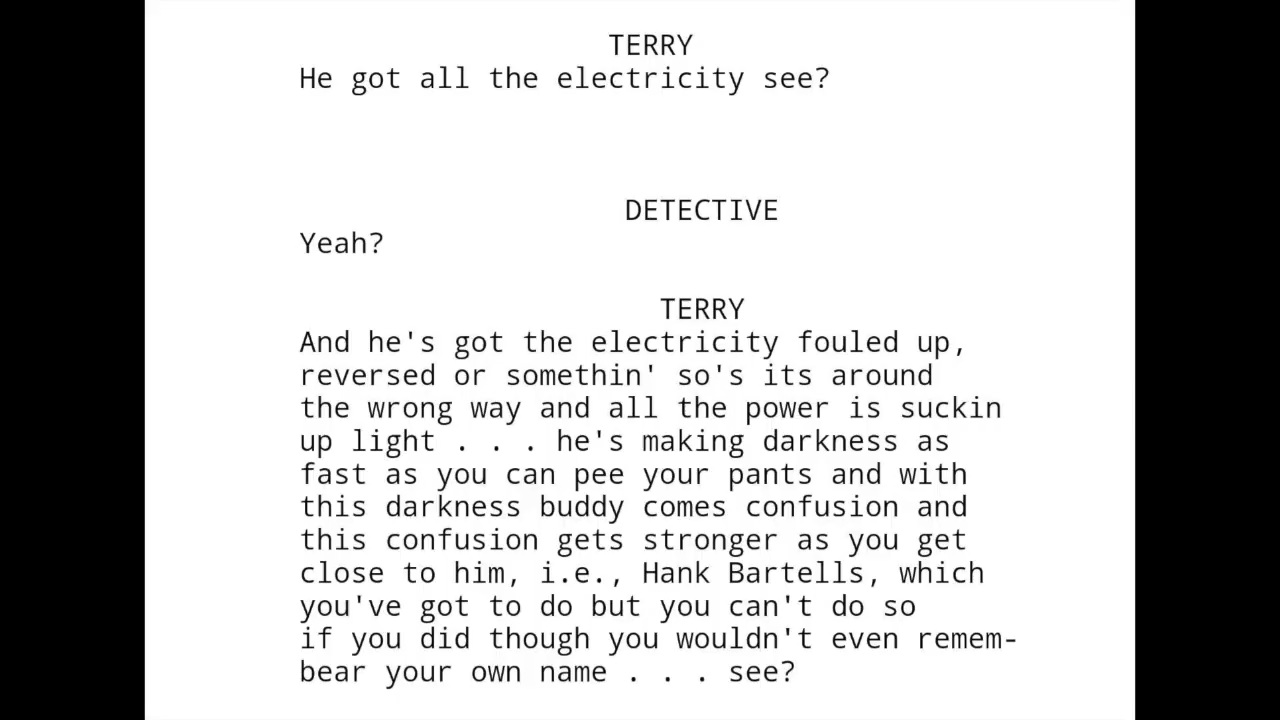 TERRY
He got all the electricity see?
DETECTIVE
Yeah?
TERRY
And he's got the electricity fouled up,
reversed or somethin' so's its around
the wrong way and all the power is suckin
up light . . . he's making darkness as
fast as you can pee your pants and with
this darkness buddy comes confusion and
this confusion gets stronger as you get
close to him, i.e., Hank Bartells, which
you've got to do but you can't do so
if you did though you wouldn't even remem-
bear your own name . . . see?